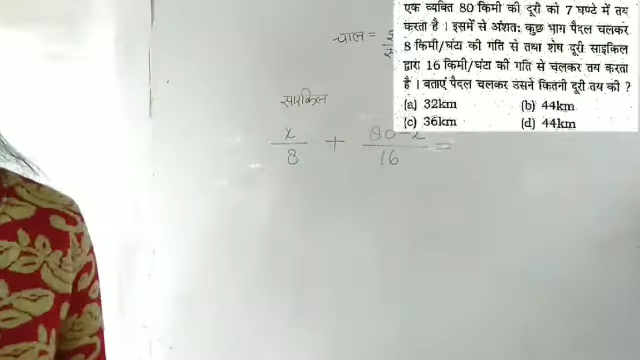 एक व्यक्ति 80 किमी की दूरी को 7 घण्टे में तय
करता है । इसमें से अंशतः कुछ भाग पैदल चलकर
8 किमी/घंटा की गति से तथा शेष दूरी साइकिल
द्वारा 16 किमी/घंटा की गति से चलकर तय करता
है । बताएं पैदल चलकर उसने कितनी दूरी तय की ?
(a) 32km (b) 44km
(c) 36km (d) 44km
चाल =
साइकिल
x/8 + 80-x/16 =